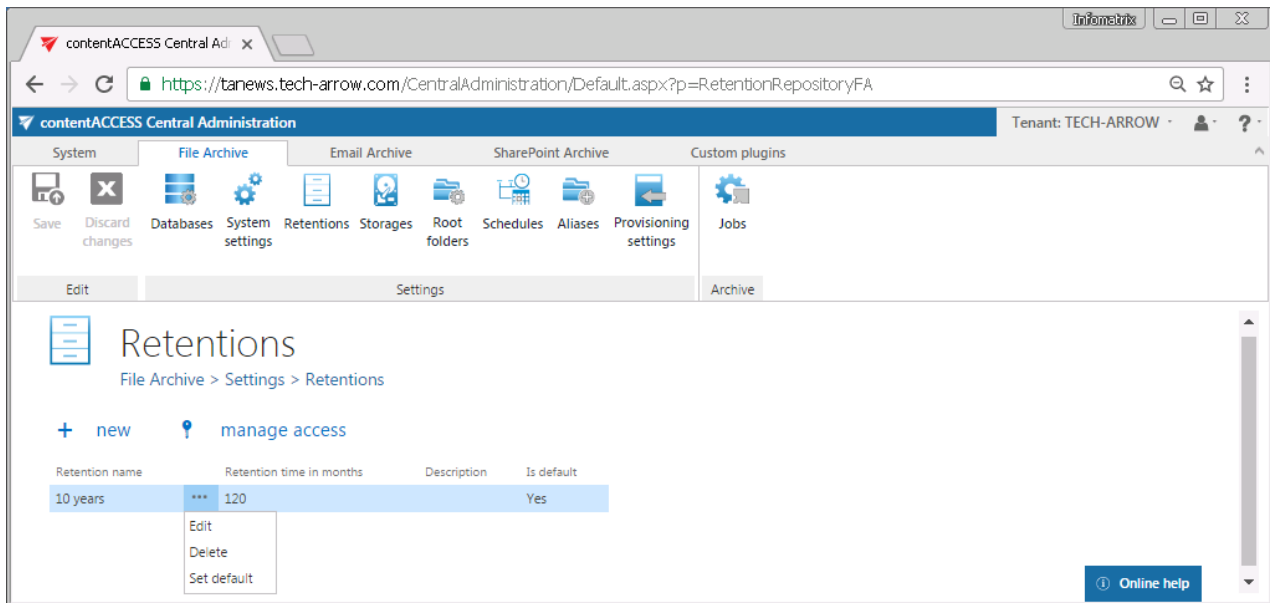 Infomatrix
contentACCESS Central Adr
https://tanews.tech-arrow.com/CentralAdministration/Default.aspx?p=RetentionRepositoryFA
contentACCESS Central Administration
Tenant: TECH-ARROW
?
System File Archive Email Archive SharePoint Archive Custom plugins
Save Discard changes Databases System settings Retentions Storages Root folders Schedules Aliases Provisioning settings Jobs
Edit Settings Archive
Retentions
File Archive > Settings > Retentions
+ new manage access
Retention name Retention time in months Description Is default
10 years ••• 120 Yes
Edit
Delete
Set default
Online help